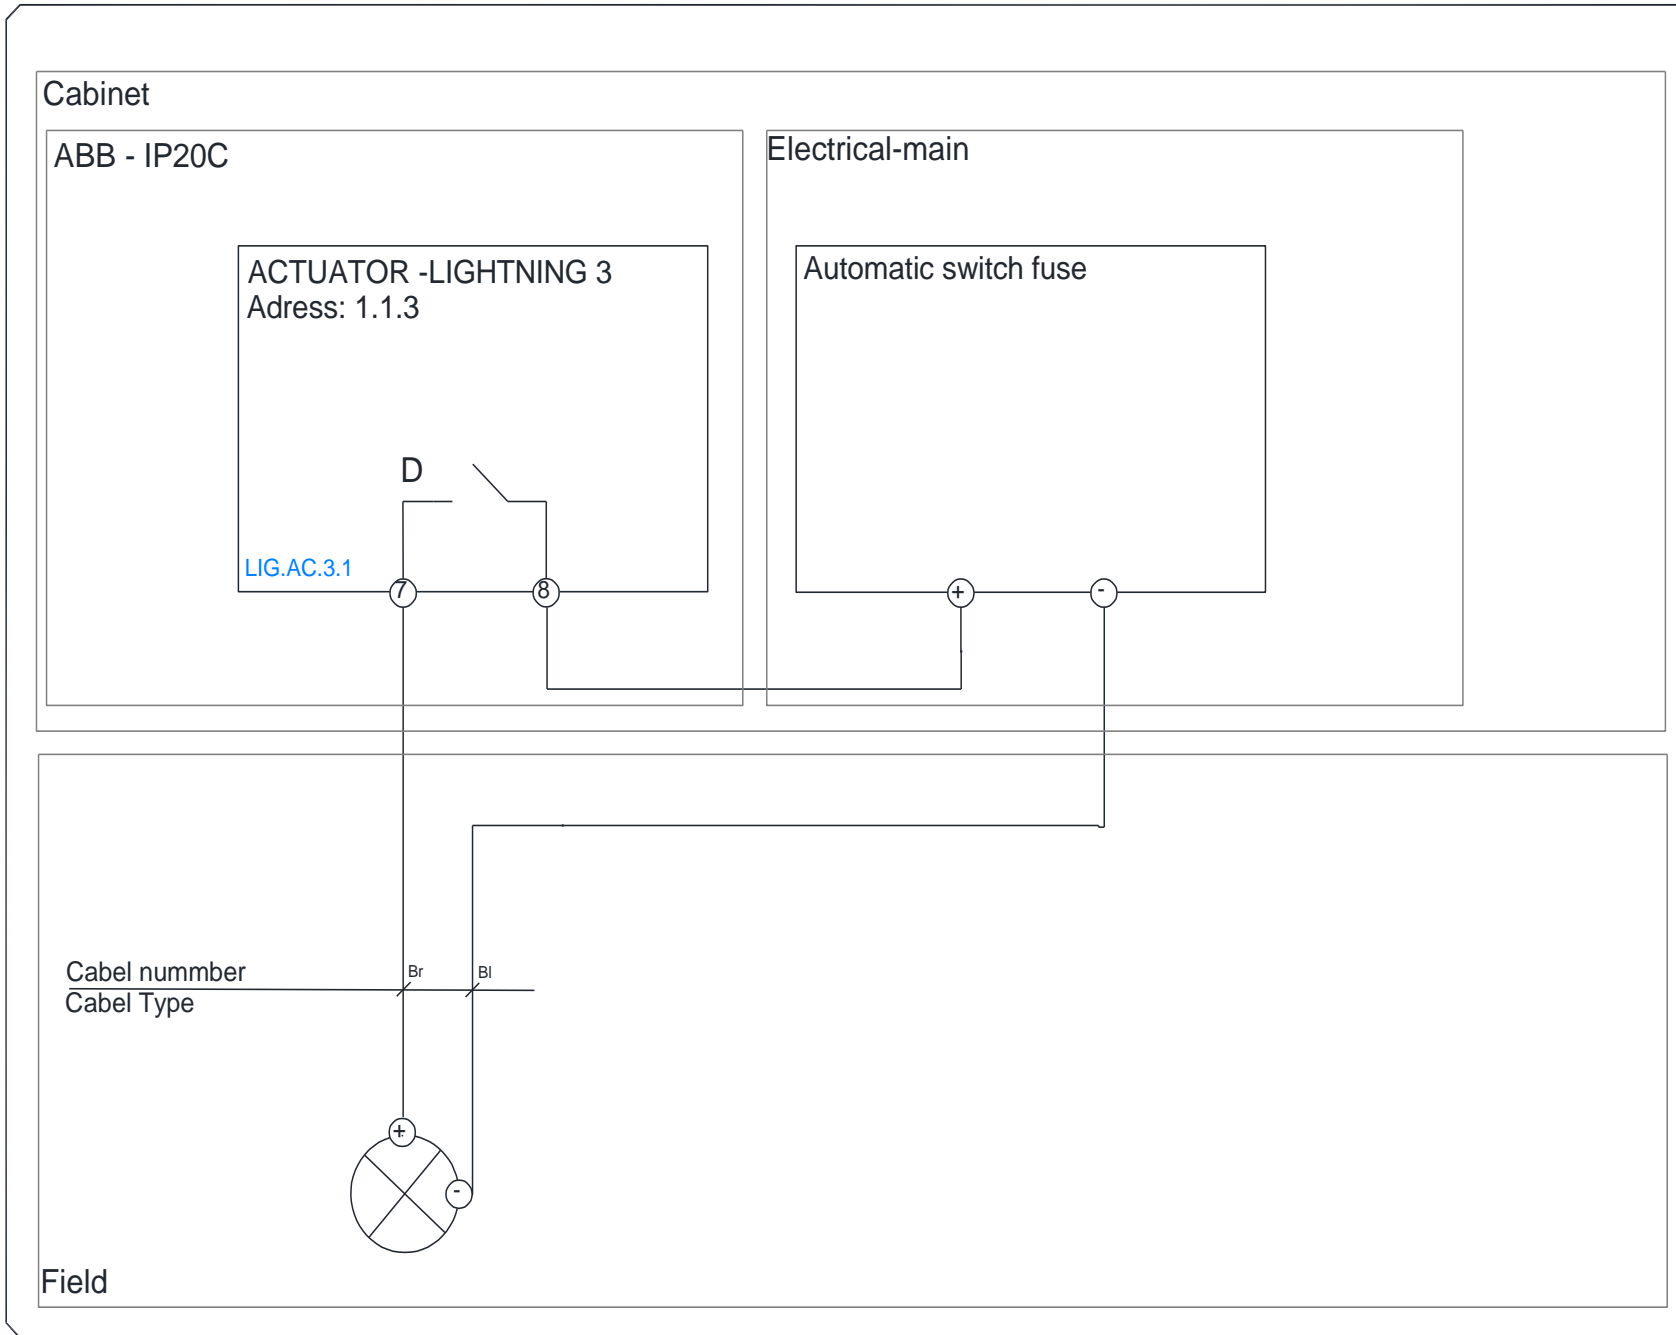 Cabinet
ABB - IP20C
Electrical-main
ACTUATOR -LIGHTNING 3
Adress: 1.1.3
Automatic switch fuse
D
LIG.AC.3.1
7
8
+
-
Cabel nummber
Br
Bl
Cabel Type
+
-
Field